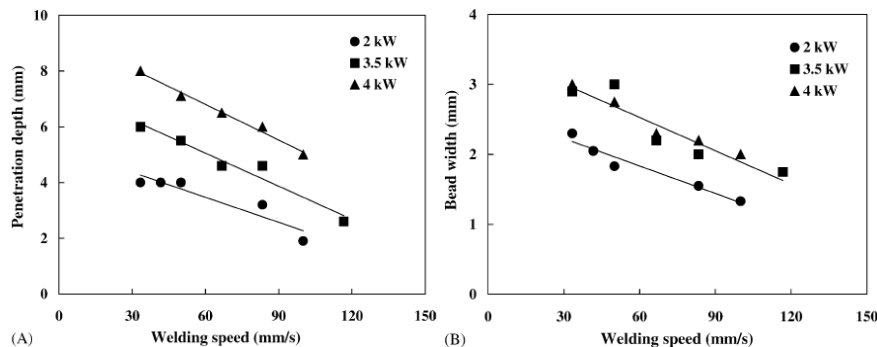 10
8
6
4
2
0
Penetration depth (mm)
2 kW
3.5 kW
4 kW
0 30 60 90 120 150
(A) Welding speed (mm/s)
4
3
2
1
0
Bead width (mm)
2 kW
3.5 kW
4 kW
0 30 60 90 120 150
(B) Welding speed (mm/s)